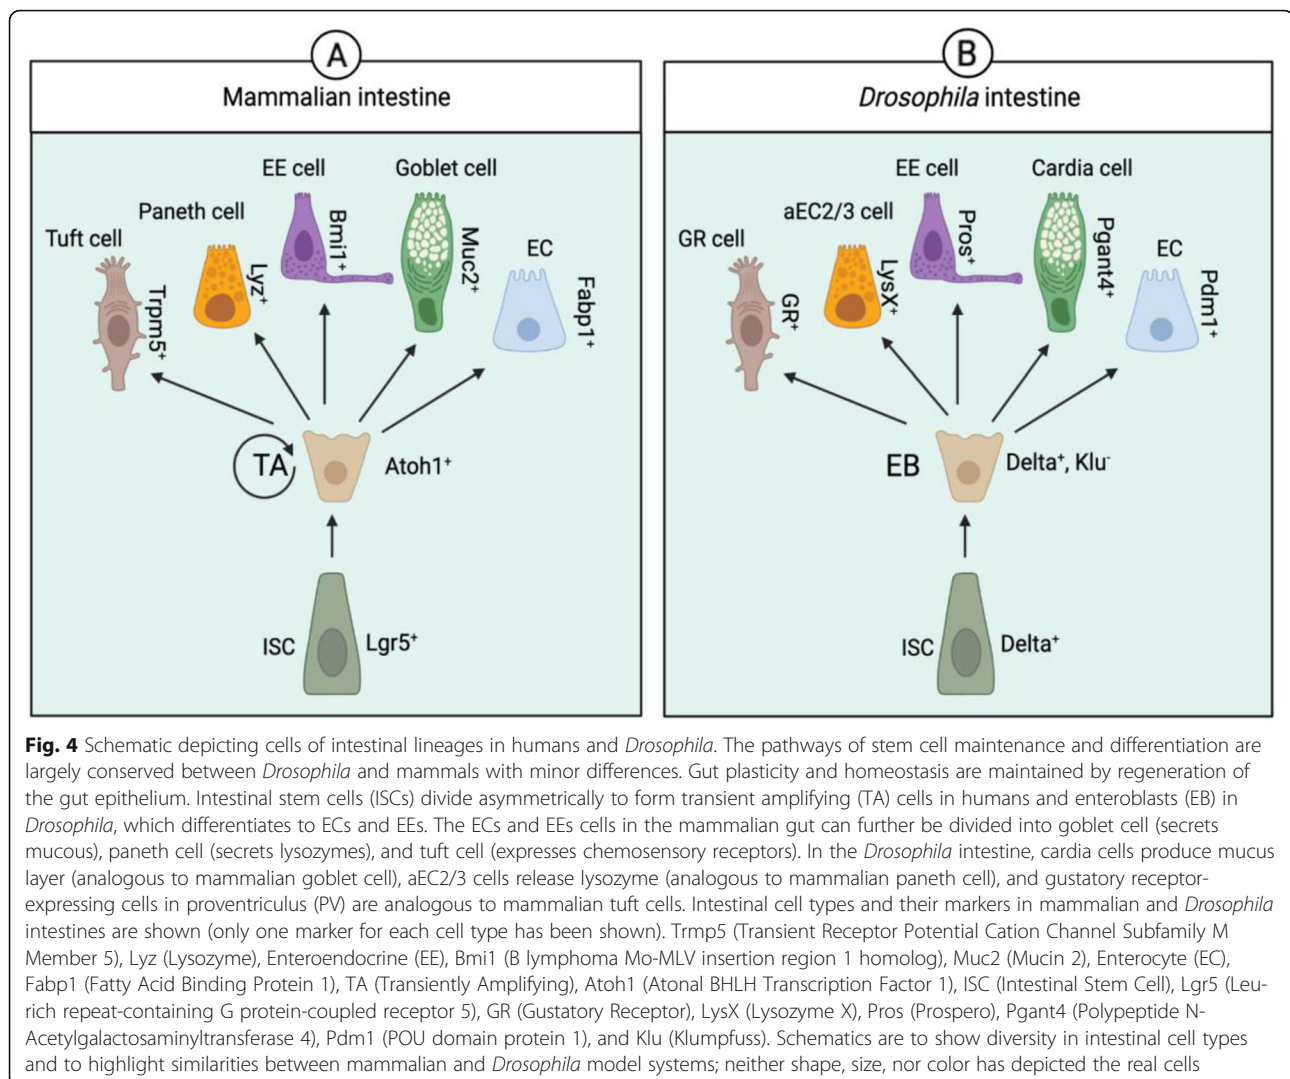 A
Mammalian intestine
EE cell
Goblet cell
Paneth cell
Tuft cell
EC
Trpm5⁺
Lyz⁺
Bmi1⁺
Muc2⁺
Fabp1⁺
TA
Atoh1⁺
ISC
Lgr5⁺
B
Drosophila intestine
EE cell
Cardia cell
aEC2/3 cell
GR cell
EC
GR⁺
LysX⁺
Pros⁺
Pgant4⁺
Pdm1⁺
EB
Delta⁺, Klu⁻
ISC
Delta⁺
Fig. 4 Schematic depicting cells of intestinal lineages in humans and Drosophila. The pathways of stem cell maintenance and differentiation are
largely conserved between Drosophila and mammals with minor differences. Gut plasticity and homeostasis are maintained by regeneration of
the gut epithelium. Intestinal stem cells (ISCs) divide asymmetrically to form transient amplifying (TA) cells in humans and enteroblasts (EB) in
Drosophila, which differentiates to ECs and EEs. The ECs and EEs cells in the mammalian gut can further be divided into goblet cell (secrets
mucous), paneth cell (secrets lysozymes), and tuft cell (expresses chemosensory receptors). In the Drosophila intestine, cardia cells produce mucus
layer (analogous to mammalian goblet cell), aEC2/3 cells release lysozyme (analogous to mammalian paneth cell), and gustatory receptor-
expressing cells in proventriculus (PV) are analogous to mammalian tuft cells. Intestinal cell types and their markers in mammalian and Drosophila
intestines are shown (only one marker for each cell type has been shown). Trmp5 (Transient Receptor Potential Cation Channel Subfamily M
Member 5), Lyz (Lysozyme), Enteroendocrine (EE), Bmi1 (B lymphoma Mo-MLV insertion region 1 homolog), Muc2 (Mucin 2), Enterocyte (EC),
Fabp1 (Fatty Acid Binding Protein 1), TA (Transiently Amplifying), Atoh1 (Atonal BHLH Transcription Factor 1), ISC (Intestinal Stem Cell), Lgr5 (Leu-
rich repeat-containing G protein-coupled receptor 5), GR (Gustatory Receptor), LysX (Lysozyme X), Pros (Prospero), Pgant4 (Polypeptide N-
Acetylgalactosaminyltransferase 4), Pdm1 (POU domain protein 1), and Klu (Klumpfuss). Schematics are to show diversity in intestinal cell types
and to highlight similarities between mammalian and Drosophila model systems; neither shape, size, nor color has depicted the real cells